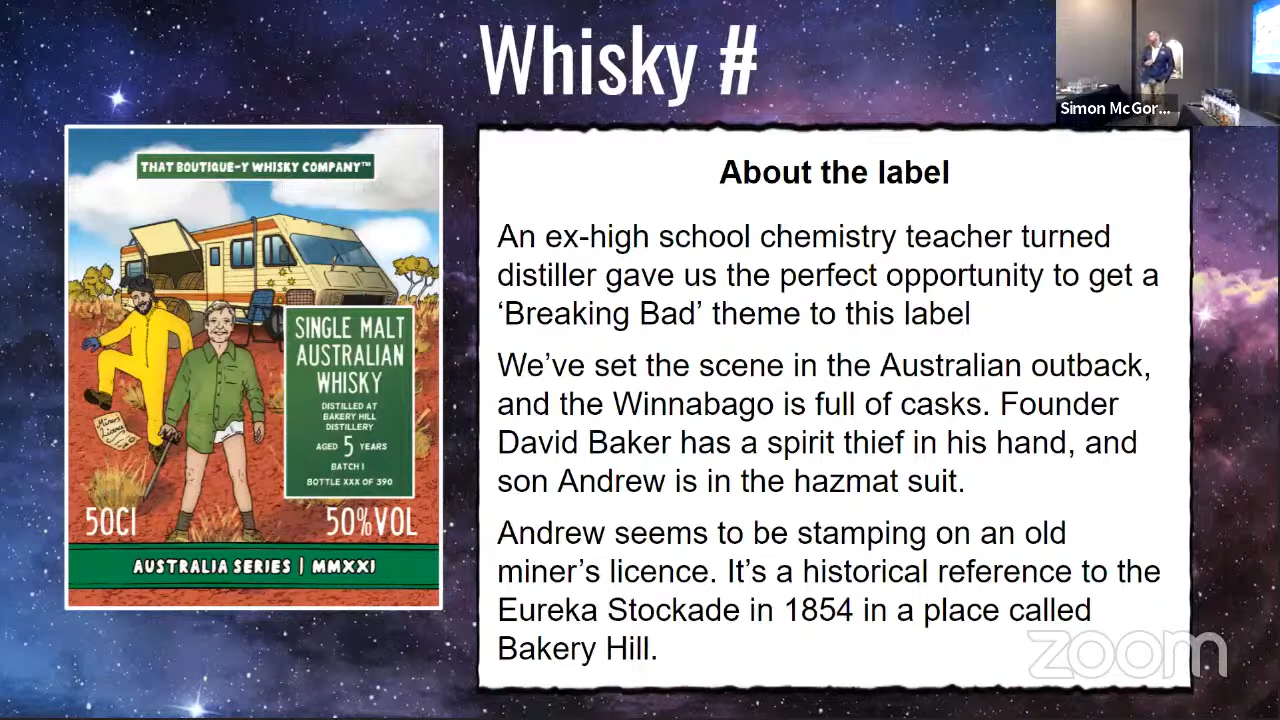 Whisky #
Simon McGor...
THAT BOUTIQUE-Y WHISKY COMPANY™
SINGLE MALT
AUSTRALIAN
WHISKY
DISTILLED AT
BAKERY HILL
DISTILLERY
AGED 5 YEARS
BATCH 1
BOTTLE XXX OF 390
Miner's
Licence
50Cl
50%VOL
AUSTRALIA SERIES | MMXXI
About the label
An ex-high school chemistry teacher turned
distiller gave us the perfect opportunity to get a
‘Breaking Bad’ theme to this label
We’ve set the scene in the Australian outback,
and the Winnabago is full of casks. Founder
David Baker has a spirit thief in his hand, and
son Andrew is in the hazmat suit.
Andrew seems to be stamping on an old
miner’s licence. It’s a historical reference to the
Eureka Stockade in 1854 in a place called
Bakery Hill.
zoom